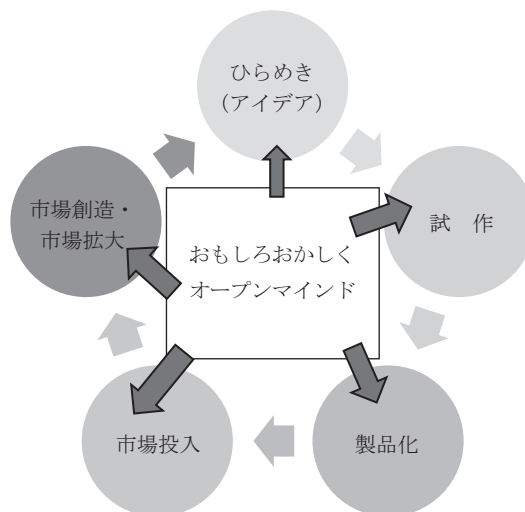 ひらめき
（アイデア）
試　作
製品化
市場投入
市場創造・
市場拡大
おもしろおかしく
オープンマインド